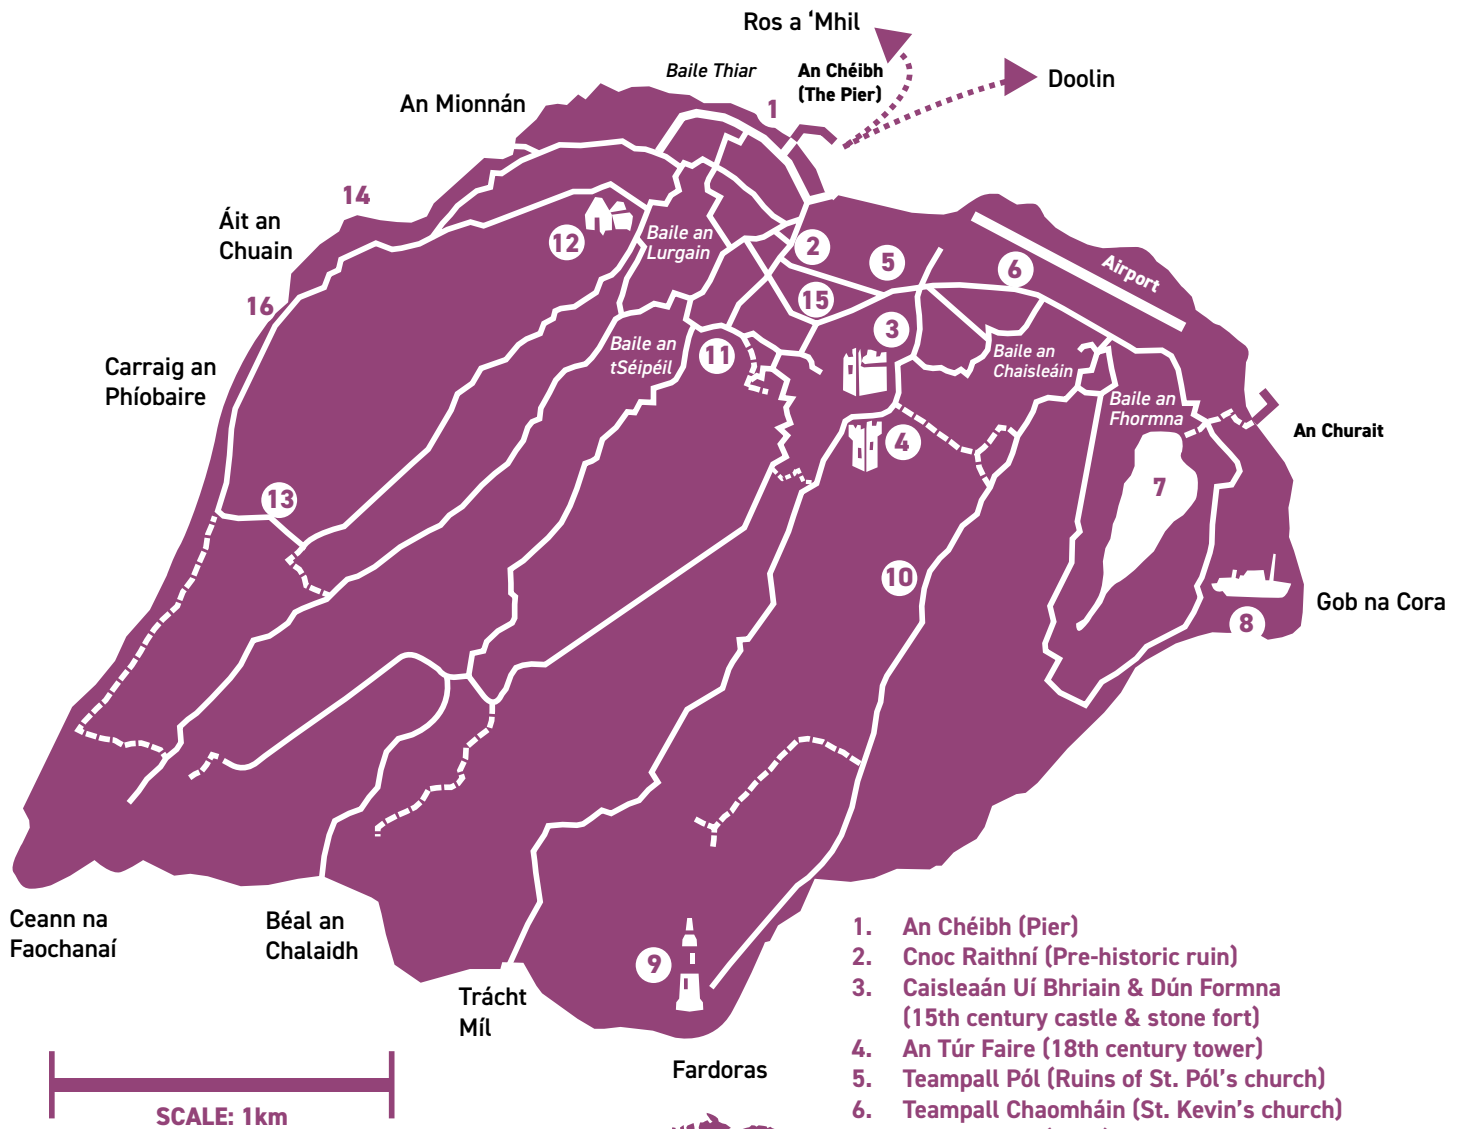 Ros a ‘Mhil
Baile Thiar
An Chéibh
(The Pier)
Doolin
An Mionnán
1
14
Áit an
Chuain
12
Baile an
Lurgain
2
5
6
Airport
16
15
3
Carraig an
Phíobaire
Baile an
tSéipéil
11
Baile an
Chaisleáin
Baile an
Fhormna
An Churait
4
7
13
10
8
Gob na Cora
Ceann na
Faochanaí
Béal an
Chalaidh
9
Trácht
Míl
Fardoras
SCALE: 1km
1. An Chéibh (Pier)
2. Cnoc Raithní (Pre-historic ruin)
3. Caisleaán Uí Bhriain & Dún Formna
(15th century castle & stone fort)
4. An Túr Faire (18th century tower)
5. Teampall Pól (Ruins of St. Pól’s church)
6. Teampall Chaomháin (St. Kevin’s church)